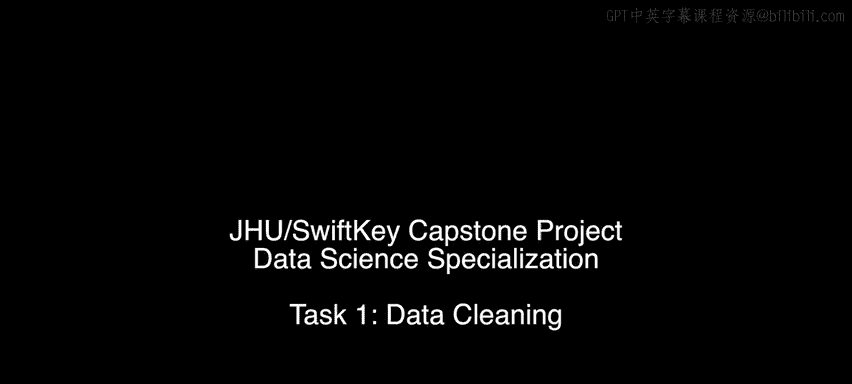 GPT中英字幕课程资源@bilibili.com
JHU/SwiftKey Capstone Project
Data Science Specialization
Task 1: Data Cleaning